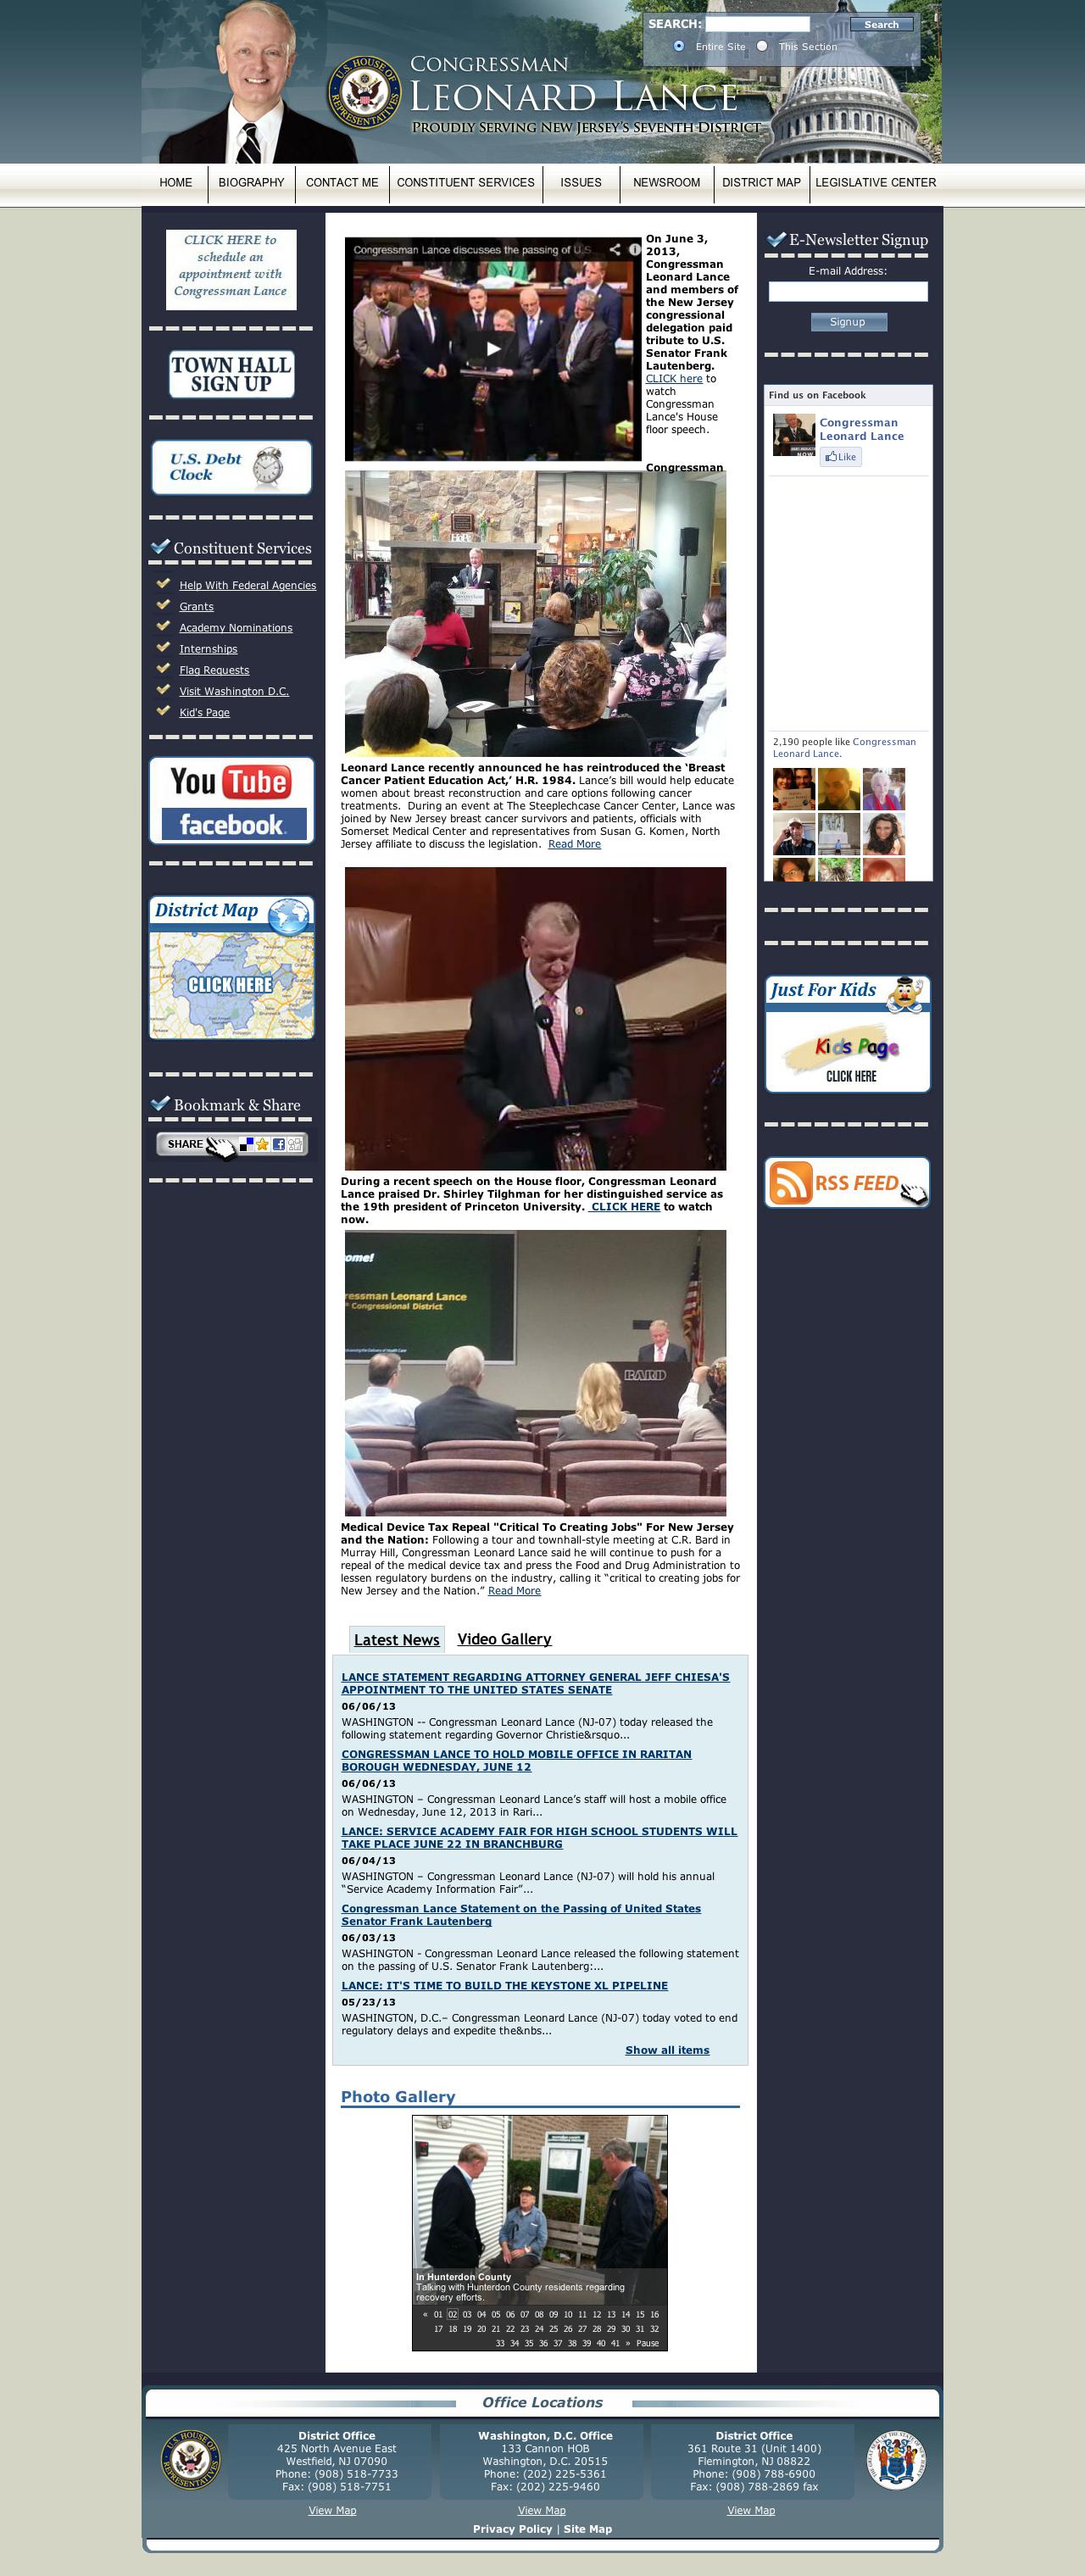 SEARCH:
Search
Entire Site This Section
U.S. HOUSE OF REPRESENTATIVES
CONGRESSMAN
LEONARD LANCE
PROUDLY SERVING NEW JERSEY'S SEVENTH DISTRICT
HOME BIOGRAPHY CONTACT ME CONSTITUENT SERVICES ISSUES NEWSROOM DISTRICT MAP LEGISLATIVE CENTER
CLICK HERE to
schedule an
appointment with
Congressman Lance
TOWN HALL
SIGN UP
U.S. Debt
Clock
Constituent Services
Help With Federal Agencies
Grants
Academy Nominations
Internships
Flag Requests
Visit Washington D.C.
Kid's Page
You Tube
facebook
District Map
CLICK HERE
Bookmark & Share
SHARE
Congressman Lance discusses the passing of U.S.
On June 3,
2013,
Congressman
Leonard Lance
and members of
the New Jersey
congressional
delegation paid
tribute to U.S.
Senator Frank
Lautenberg.
CLICK here to
watch
Congressman
Lance's House
floor speech.
Congressman
Leonard Lance recently announced he has reintroduced the ‘Breast
Cancer Patient Education Act,’ H.R. 1984. Lance’s bill would help educate
women about breast reconstruction and care options following cancer
treatments. During an event at The Steeplechcase Cancer Center, Lance was
joined by New Jersey breast cancer survivors and patients, officials with
Somerset Medical Center and representatives from Susan G. Komen, North
Jersey affiliate to discuss the legislation. Read More
During a recent speech on the House floor, Congressman Leonard
Lance praised Dr. Shirley Tilghman for her distinguished service as
the 19th president of Princeton University. CLICK HERE to watch
now.
ome!
ressman Leonard Lance
Congressional District
BARD
Medical Device Tax Repeal "Critical To Creating Jobs" For New Jersey
and the Nation: Following a tour and townhall-style meeting at C.R. Bard in
Murray Hill, Congressman Leonard Lance said he will continue to push for a
repeal of the medical device tax and press the Food and Drug Administration to
lessen regulatory burdens on the industry, calling it “critical to creating jobs for
New Jersey and the Nation.” Read More
Latest News Video Gallery
LANCE STATEMENT REGARDING ATTORNEY GENERAL JEFF CHIESA'S
APPOINTMENT TO THE UNITED STATES SENATE
06/06/13
WASHINGTON -- Congressman Leonard Lance (NJ-07) today released the
following statement regarding Governor Christie&rsquo...
CONGRESSMAN LANCE TO HOLD MOBILE OFFICE IN RARITAN
BOROUGH WEDNESDAY, JUNE 12
06/06/13
WASHINGTON – Congressman Leonard Lance’s staff will host a mobile office
on Wednesday, June 12, 2013 in Rari...
LANCE: SERVICE ACADEMY FAIR FOR HIGH SCHOOL STUDENTS WILL
TAKE PLACE JUNE 22 IN BRANCHBURG
06/04/13
WASHINGTON – Congressman Leonard Lance (NJ-07) will hold his annual
“Service Academy Information Fair”...
Congressman Lance Statement on the Passing of United States
Senator Frank Lautenberg
06/03/13
WASHINGTON - Congressman Leonard Lance released the following statement
on the passing of U.S. Senator Frank Lautenberg:...
LANCE: IT'S TIME TO BUILD THE KEYSTONE XL PIPELINE
05/23/13
WASHINGTON, D.C.– Congressman Leonard Lance (NJ-07) today voted to end
regulatory delays and expedite the&nbs...
Show all items
Photo Gallery
In Hunterdon County
Talking with Hunterdon County residents regarding
recovery efforts.
« 01 02 03 04 05 06 07 08 09 10 11 12 13 14 15 16
17 18 19 20 21 22 23 24 25 26 27 28 29 30 31 32
33 34 35 36 37 38 39 40 41 » Pause
E-Newsletter Signup
E-mail Address:
Signup
Find us on Facebook
Congressman
Leonard Lance
Like
2,190 people like Congressman
Leonard Lance.
Just For Kids
Kids Page
CLICK HERE
RSS FEED
Office Locations
District Office
425 North Avenue East
Westfield, NJ 07090
Phone: (908) 518-7733
Fax: (908) 518-7751
View Map
Washington, D.C. Office
133 Cannon HOB
Washington, D.C. 20515
Phone: (202) 225-5361
Fax: (202) 225-9460
View Map
District Office
361 Route 31 (Unit 1400)
Flemington, NJ 08822
Phone: (908) 788-6900
Fax: (908) 788-2869 fax
View Map
Privacy Policy | Site Map